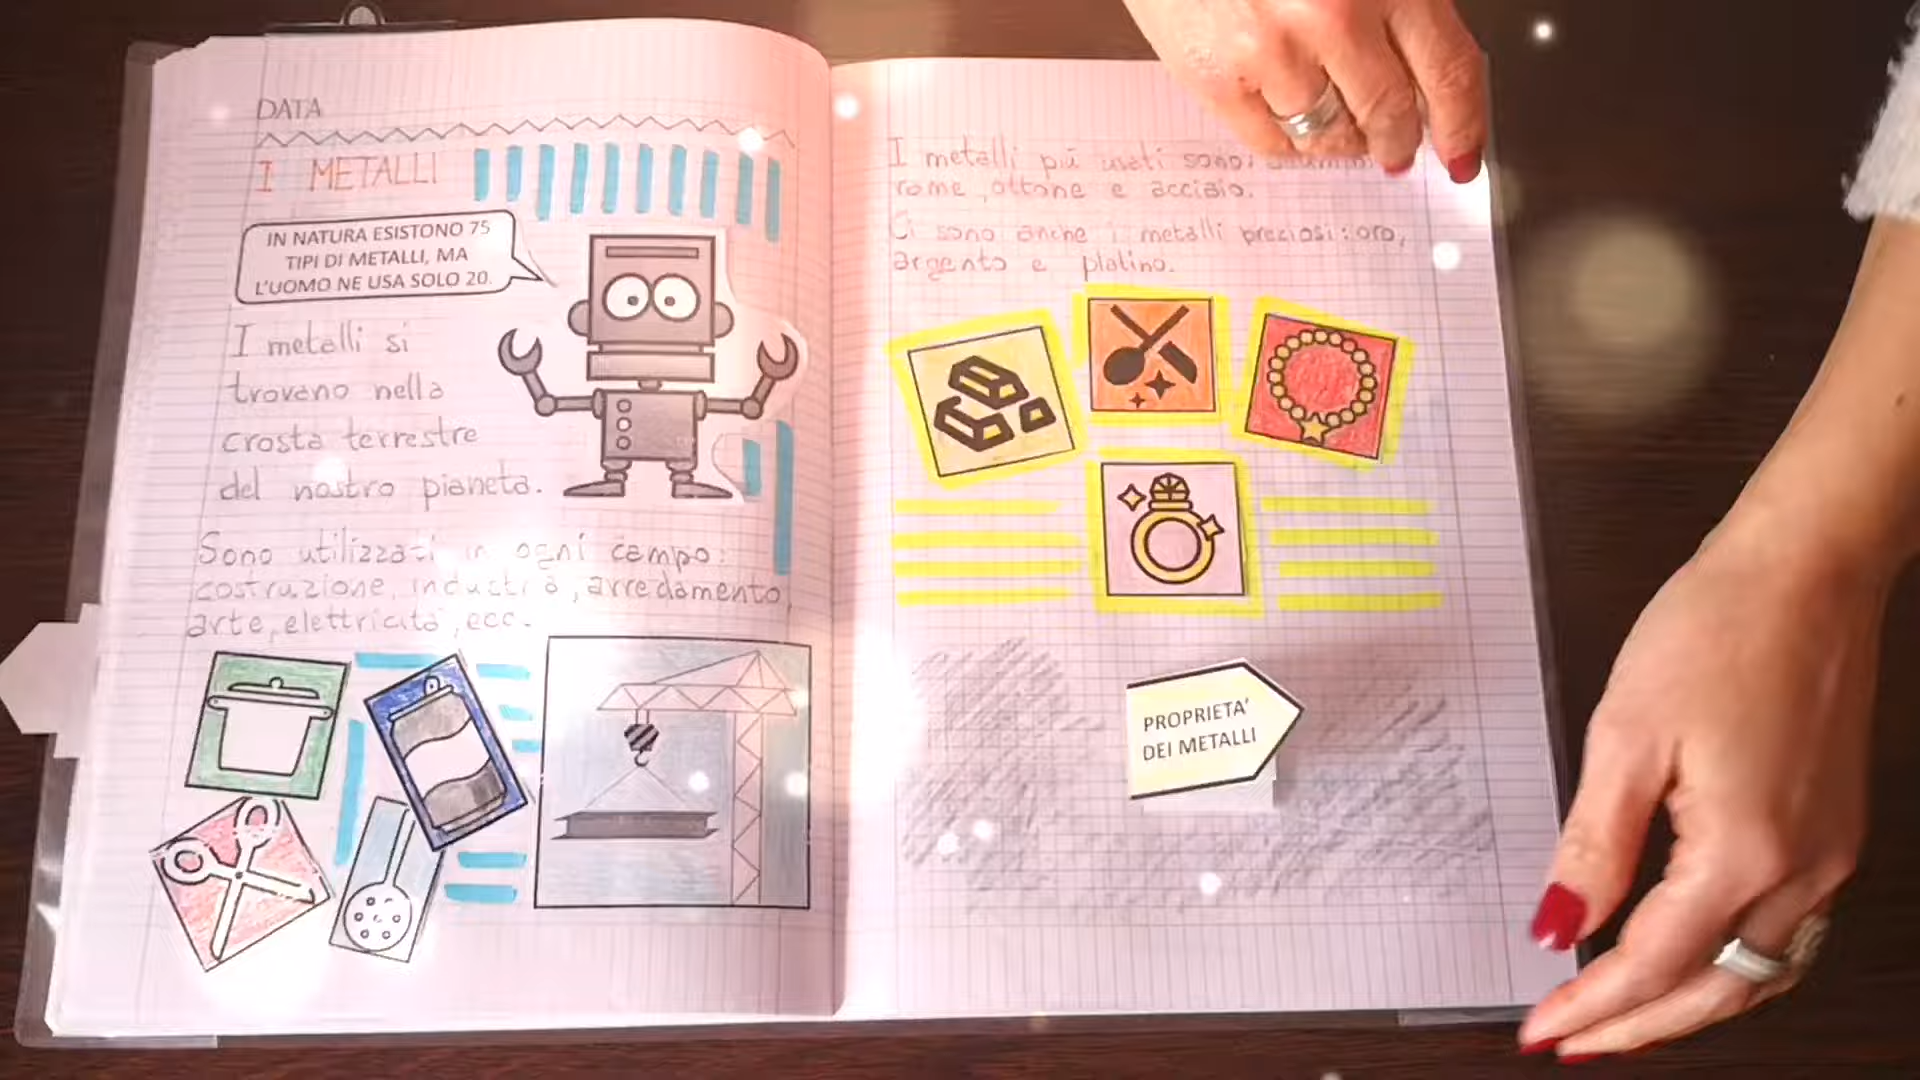 DATA
I METALLI
IN NATURA ESISTONO 75
TIPI DI METALLI, MA
L'UOMO NE USA SOLO 20.
I metalli si
trovano nella
crosta terrestre
del nostro pianeta.
Sono utilizzati in ogni campo:
costruzione, industria, arredamento,
arte, elettricità, ecc.
I metalli più usati sono:
rame, ottone e acciaio.
Ci sono anche i metalli preziosi: oro,
argento e platino.
PROPRIETA'
DEI METALLI